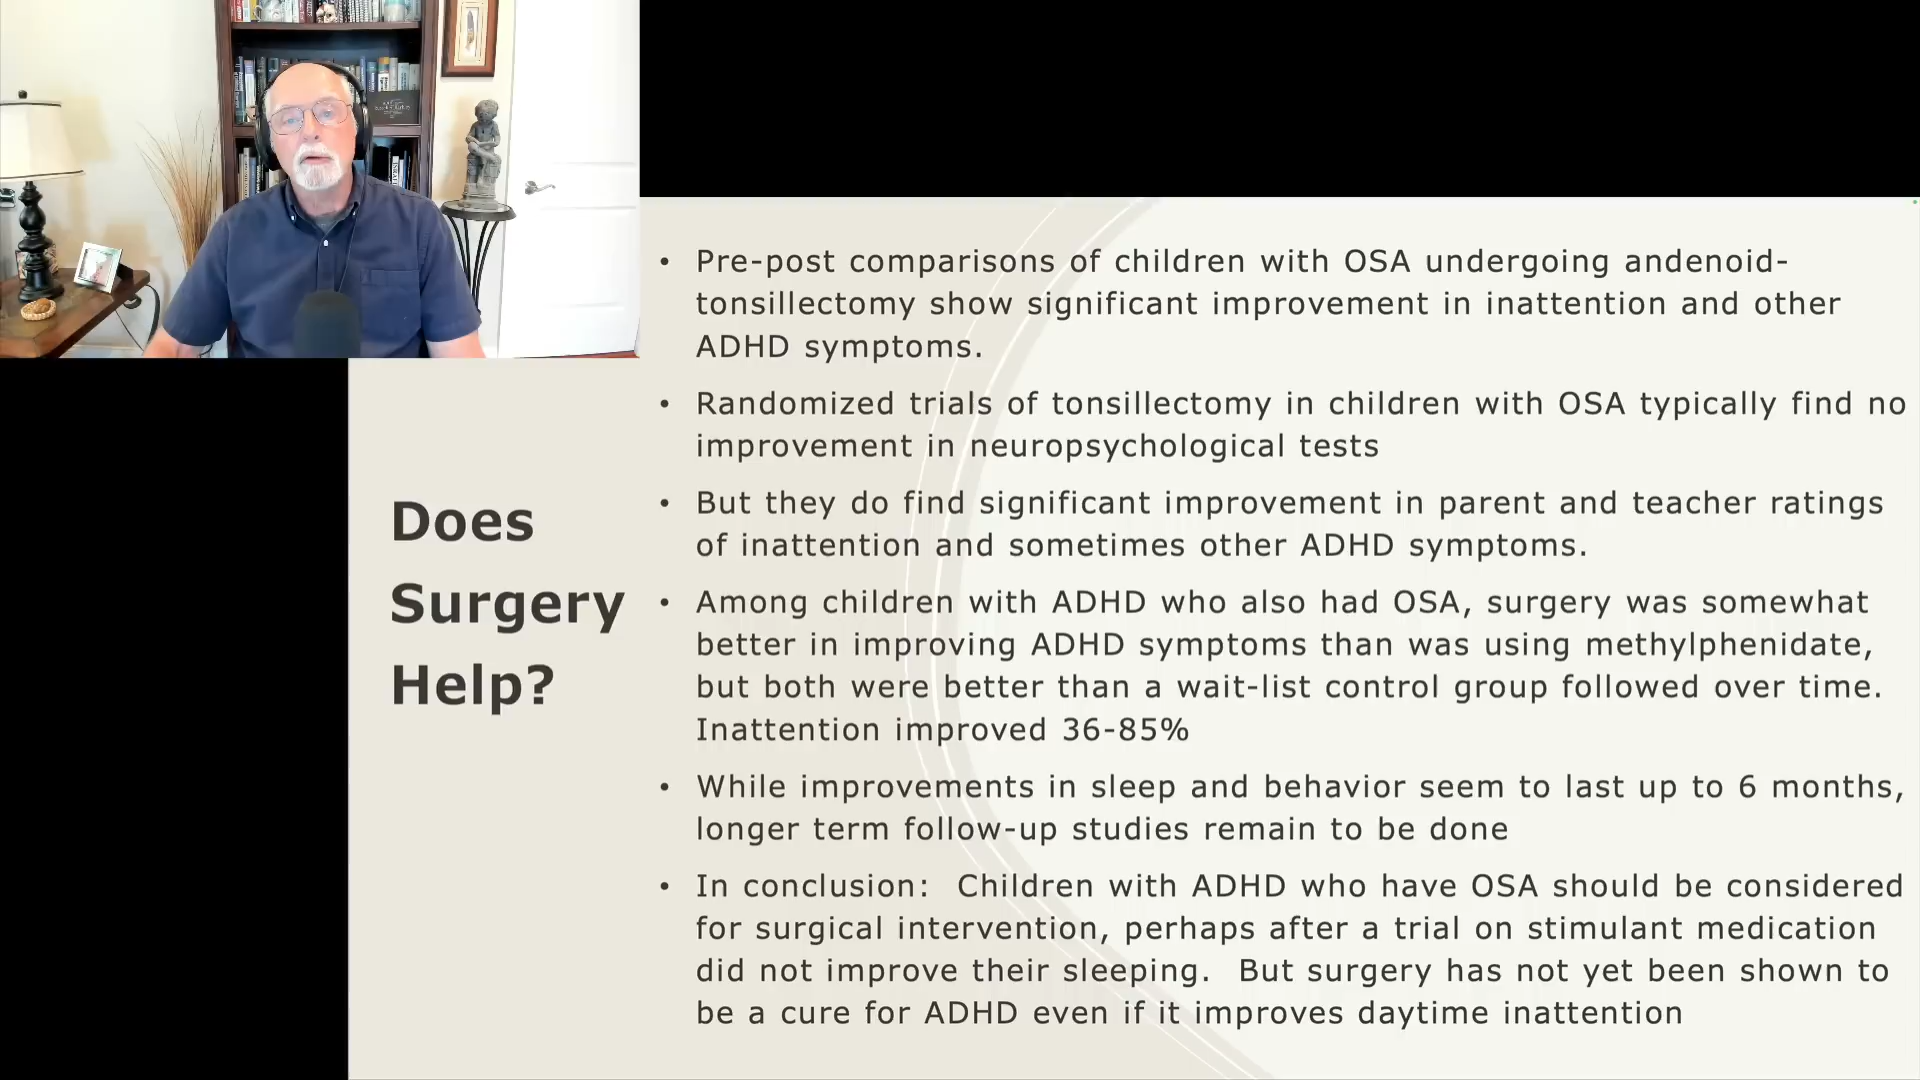 Does
Surgery
Help?
• Pre-post comparisons of children with OSA undergoing andenoid-
tonsillectomy show significant improvement in inattention and other
ADHD symptoms.
• Randomized trials of tonsillectomy in children with OSA typically find no
improvement in neuropsychological tests
• But they do find significant improvement in parent and teacher ratings
of inattention and sometimes other ADHD symptoms.
• Among children with ADHD who also had OSA, surgery was somewhat
better in improving ADHD symptoms than was using methylphenidate,
but both were better than a wait-list control group followed over time.
Inattention improved 36-85%
• While improvements in sleep and behavior seem to last up to 6 months,
longer term follow-up studies remain to be done
• In conclusion:  Children with ADHD who have OSA should be considered
for surgical intervention, perhaps after a trial on stimulant medication
did not improve their sleeping.  But surgery has not yet been shown to
be a cure for ADHD even if it improves daytime inattention